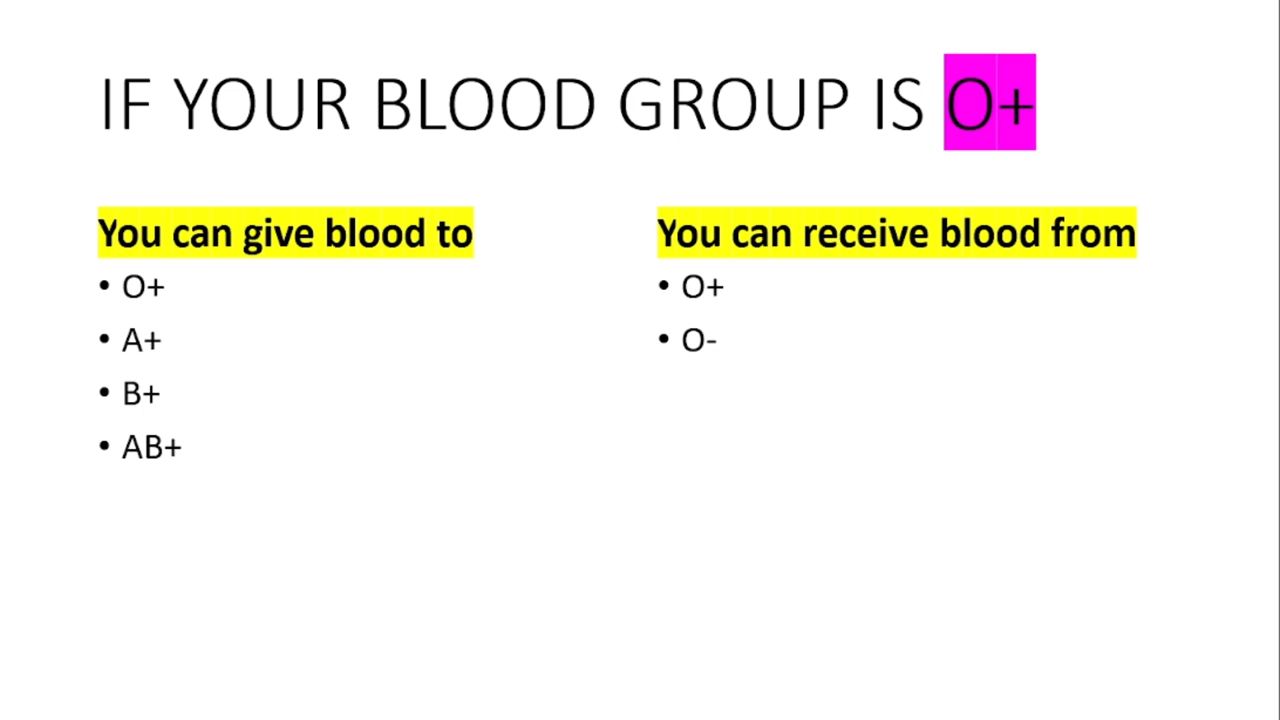 IF YOUR BLOOD GROUP IS O+
You can give blood to
• O+
• A+
• B+
• AB+
You can receive blood from
• O+
• O-